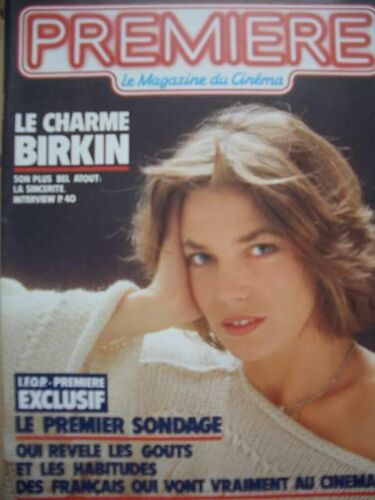 PREMIERE
Le Magazine du Cinéma
LE CHARME
BIRKIN
SON PLUS BEL ATOUT:
LA SINCERITE.
INTERVIEW P. 40
I.F.O.P. - PREMIERE
EXCLUSIF
LE PREMIER SONDAGE
QUI REVELE LES GOUTS
ET LES HABITUDES
DES FRANÇAIS QUI VONT VRAIMENT AU CINEMA